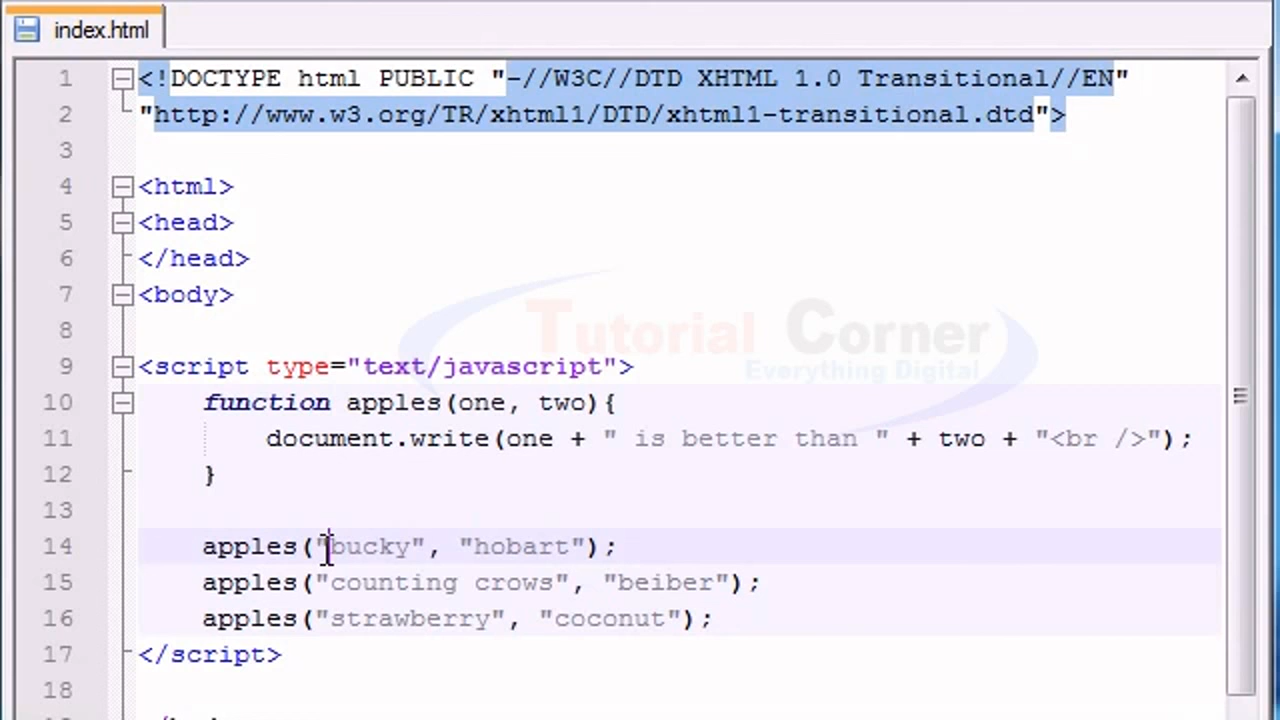 index.html
1 <!DOCTYPE html PUBLIC "-//W3C//DTD XHTML 1.0 Transitional//EN"
2 "http://www.w3.org/TR/xhtml1/DTD/xhtml1-transitional.dtd">
3
4 <html>
5 <head>
6 </head>
7 <body>
8
Tutorial Corner
Everything Digital
9 <script type="text/javascript">
10 function apples(one, two){
11 document.write(one + " is better than " + two + "<br />");
12 }
13
14 apples("bucky", "hobart");
15 apples("counting crows", "beiber");
16 apples("strawberry", "coconut");
17 </script>
18